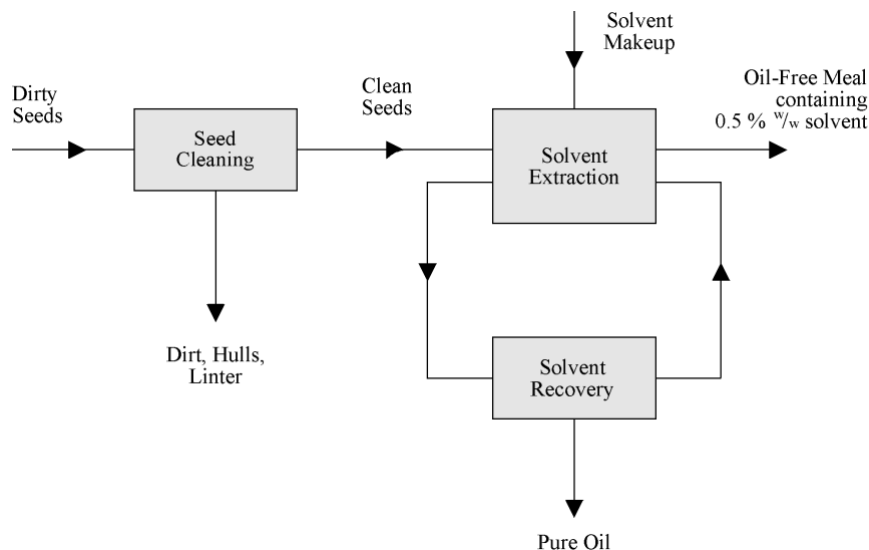 Solvent
Makeup
Dirty
Seeds
Clean
Seeds
Oil-Free Meal
containing
0.5 % w/w solvent
Seed
Cleaning
Solvent
Extraction
Dirt, Hulls,
Linter
Solvent
Recovery
Pure Oil